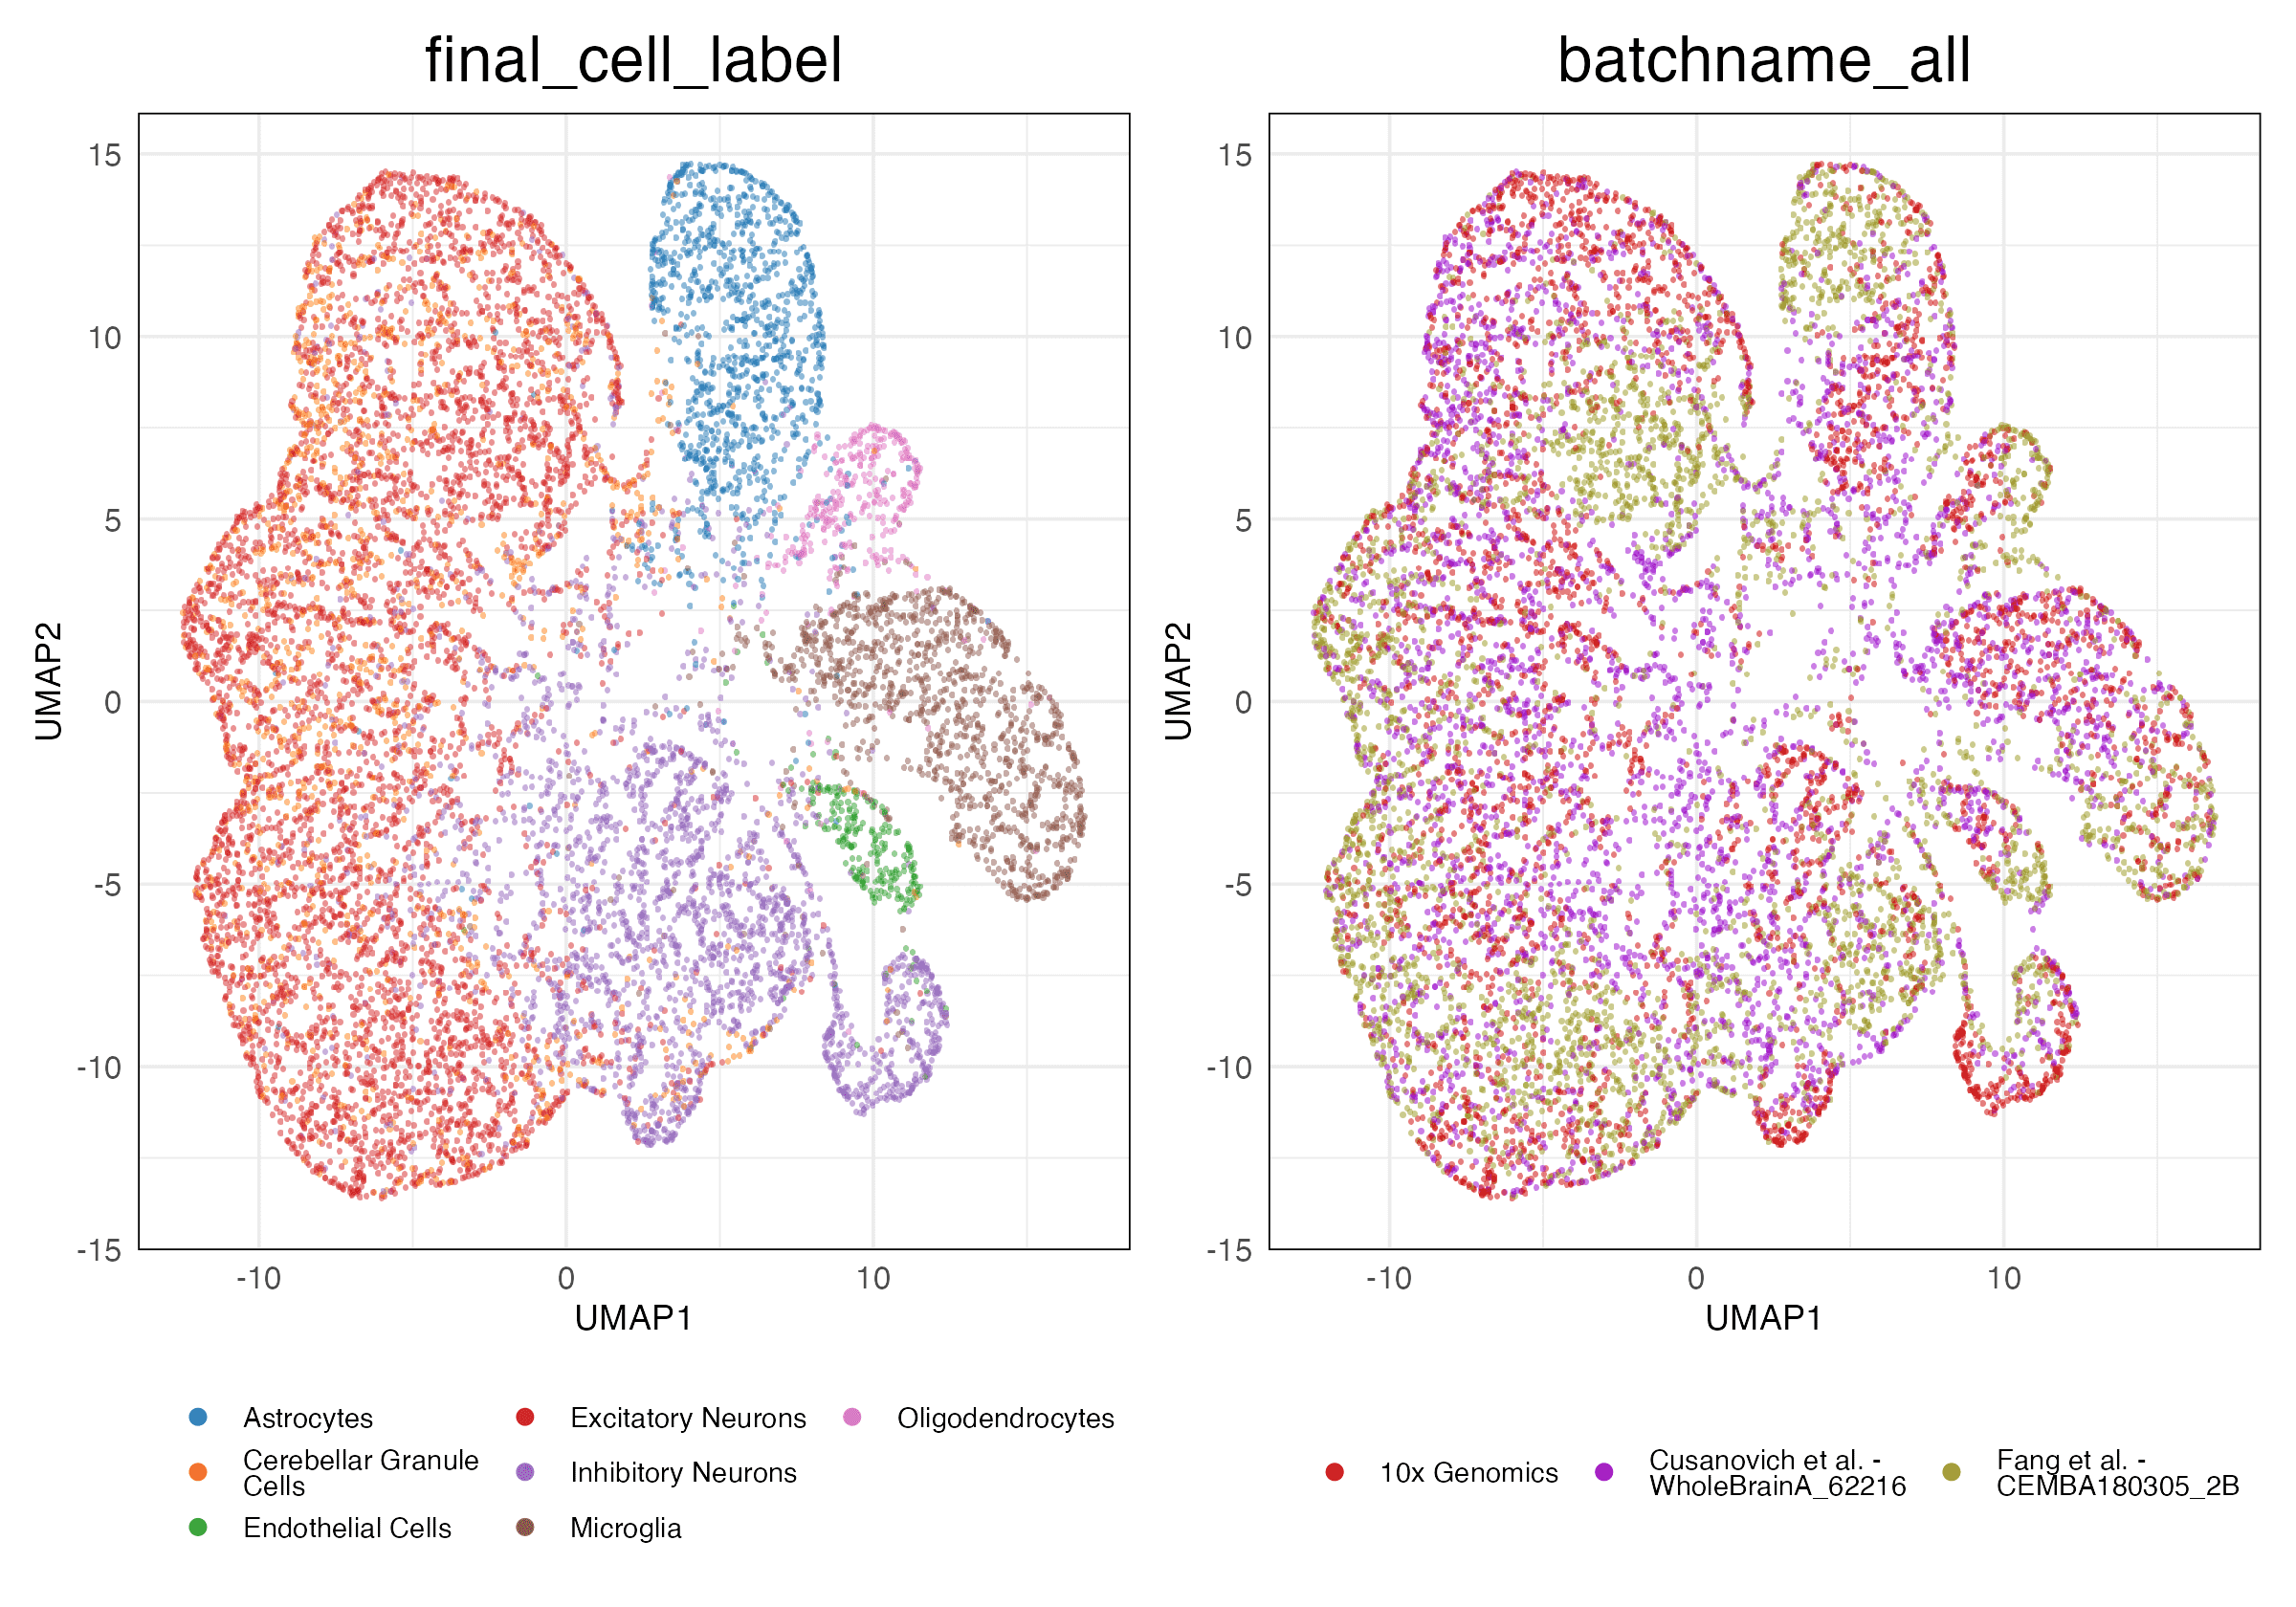 final_cell_label
15
10
5
0
-5
-10
-15
UMAP2
-10
0
10
UMAP1
Astrocytes
Cerebellar Granule
Cells
Endothelial Cells
Excitatory Neurons
Inhibitory Neurons
Microglia
Oligodendrocytes
batchname_all
15
10
5
0
-5
-10
-15
UMAP2
-10
0
10
UMAP1
10x Genomics
Cusanovich et al. -
WholeBrainA_62216
Fang et al. -
CEMBA180305_2B